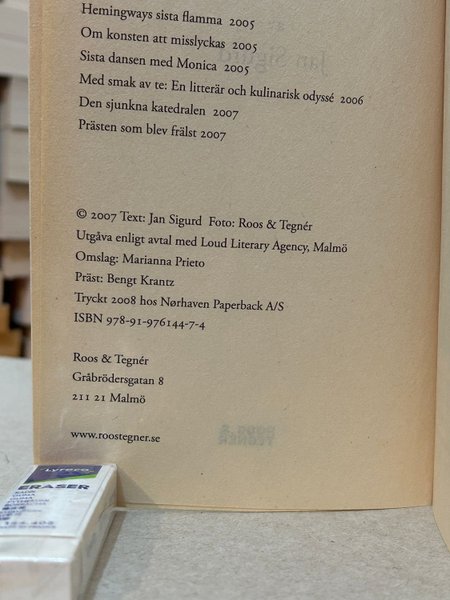 Hemingways sista flamma 2005
Om konsten att misslyckas 2005
Sista dansen med Monica 2005
Med smak av te: En litterär och kulinarisk odyssé 2006
Den sjunkna katedralen 2007
Prästen som blev frälst 2007
© 2007 Text: Jan Sigurd Foto: Roos & Tegnér
Utgåva enligt avtal med Loud Literary Agency, Malmö
Omslag: Marianna Prieto
Präst: Bengt Krantz
Tryckt 2008 hos Nørhaven Paperback A/S
ISBN 978-91-976144-7-4
Roos & Tegnér
Gråbrödersgatan 8
211 21 Malmö
www.roostegner.se
Lyreco
ERASER